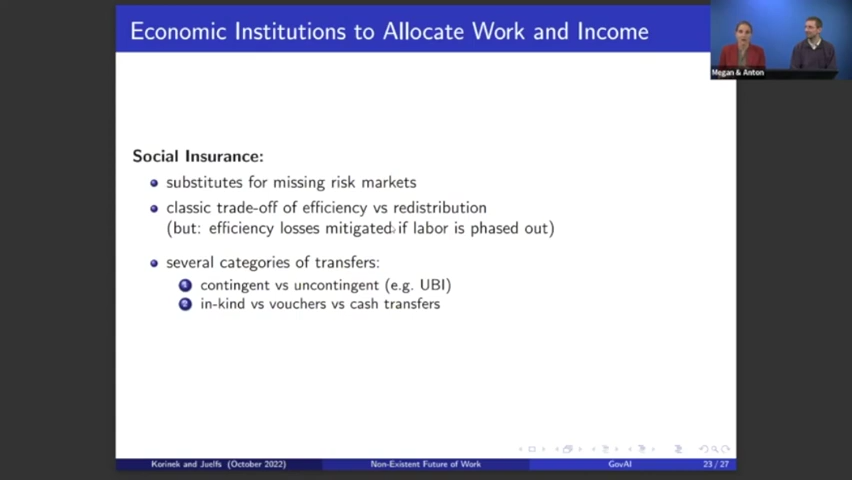 Economic Institutions to Allocate Work and Income
Megan & Anton
Social Insurance:
substitutes for missing risk markets
classic trade-off of efficiency vs redistribution
(but: efficiency losses mitigated if labor is phased out)
several categories of transfers:
1 contingent vs uncontingent (e.g. UBI)
2 in-kind vs vouchers vs cash transfers
Korinek and Juelfs (October 2022) Non-Existent Future of Work GovAI 23 / 27